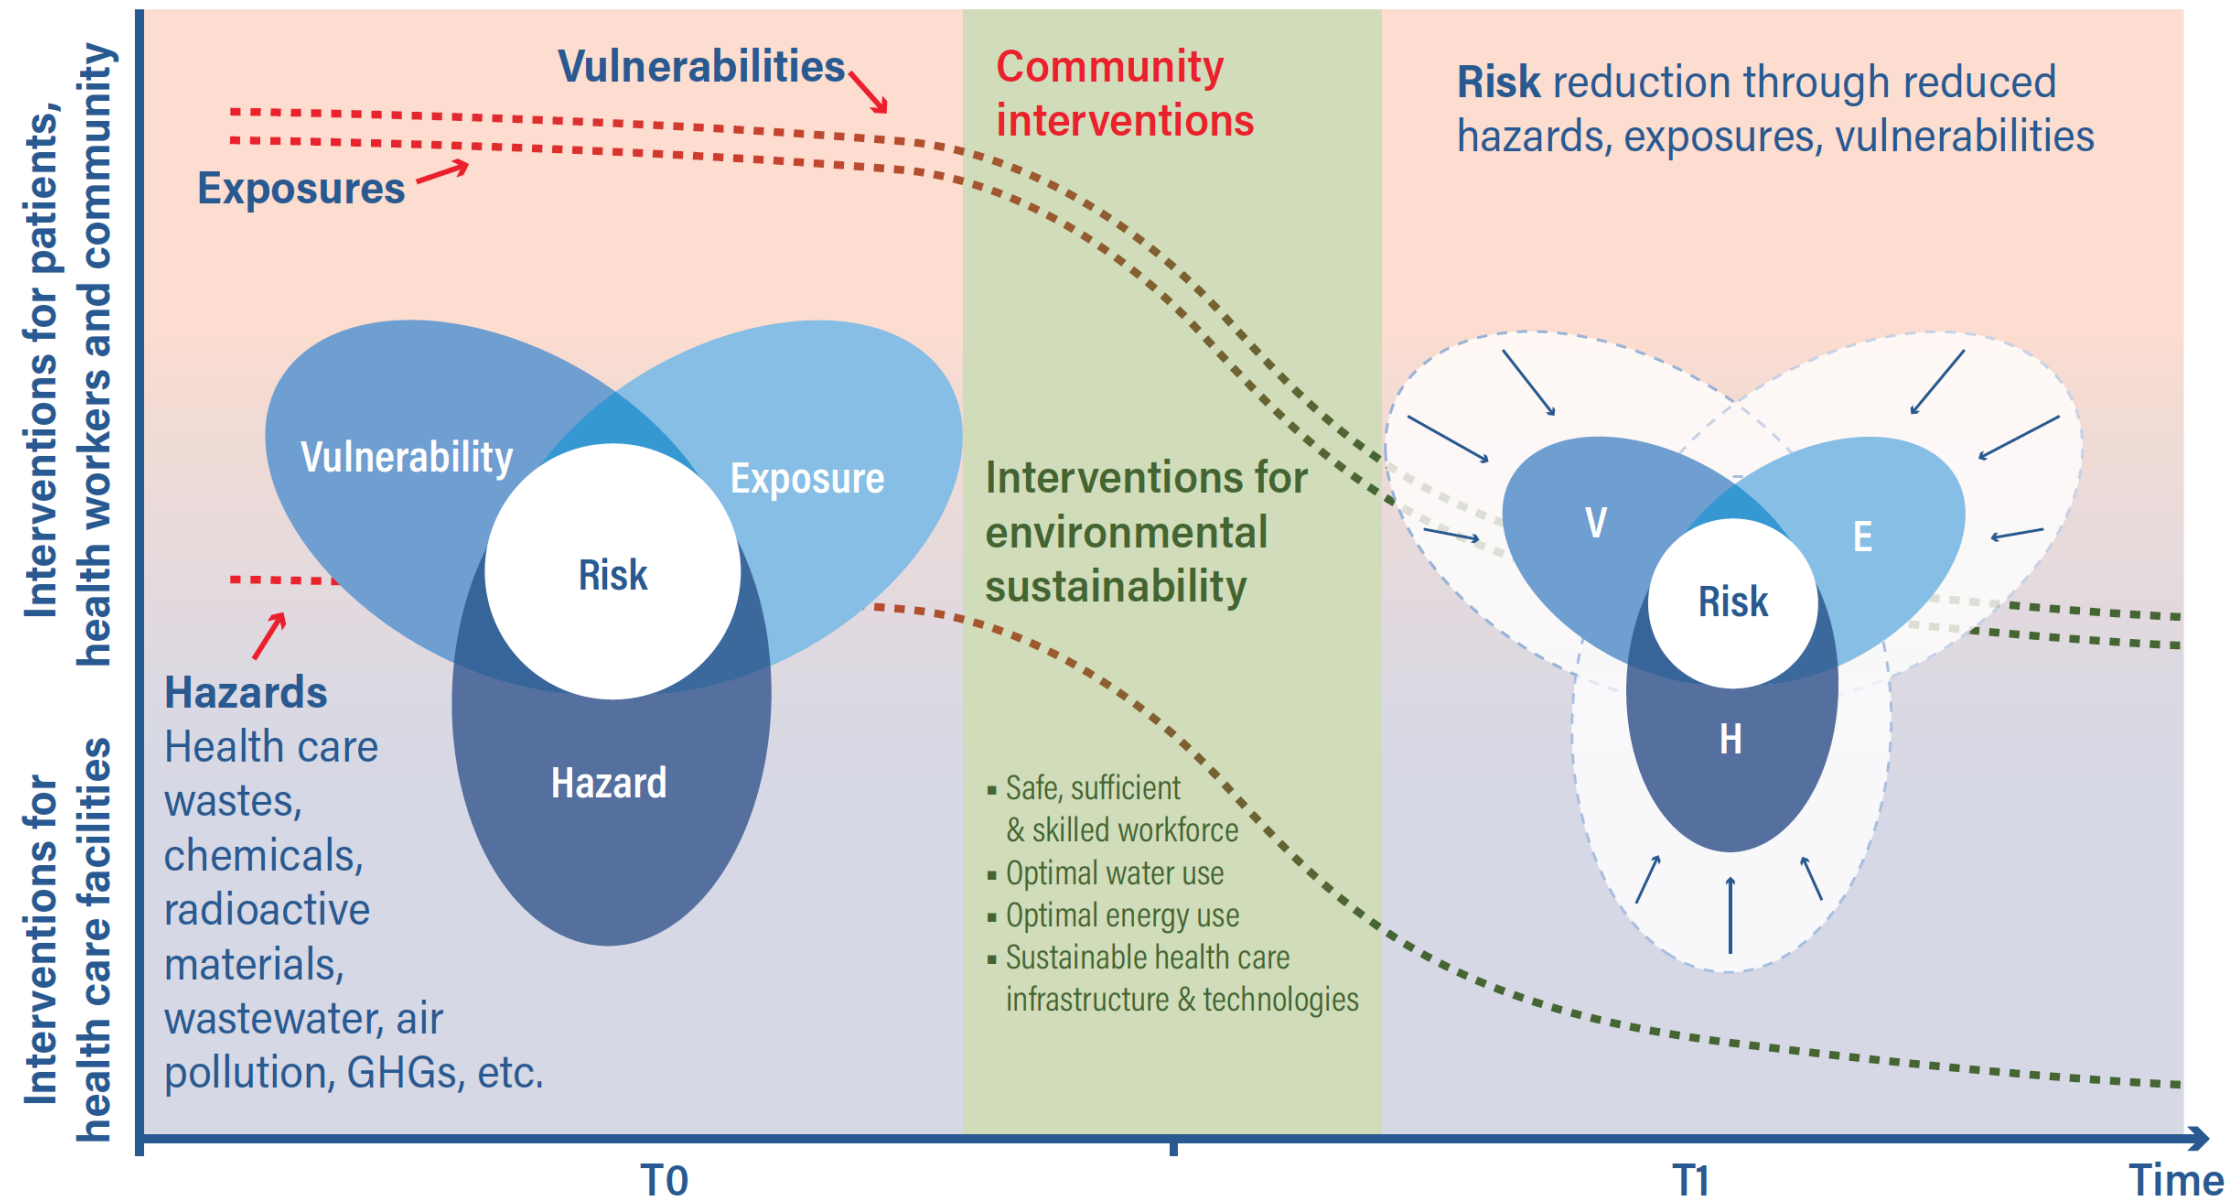 Interventions for patients,
health workers and community
Interventions for
health care facilities
Vulnerabilities
Exposures
Vulnerability
Exposure
Risk
Hazard
Hazards
Health care
wastes,
chemicals,
radioactive
materials,
wastewater, air
pollution, GHGs, etc.
Community
interventions
Interventions for
environmental
sustainability
▪ Safe, sufficient
& skilled workforce
▪ Optimal water use
▪ Optimal energy use
▪ Sustainable health care
infrastructure & technologies
Risk reduction through reduced
hazards, exposures, vulnerabilities
V
E
Risk
H
T0
T1
Time